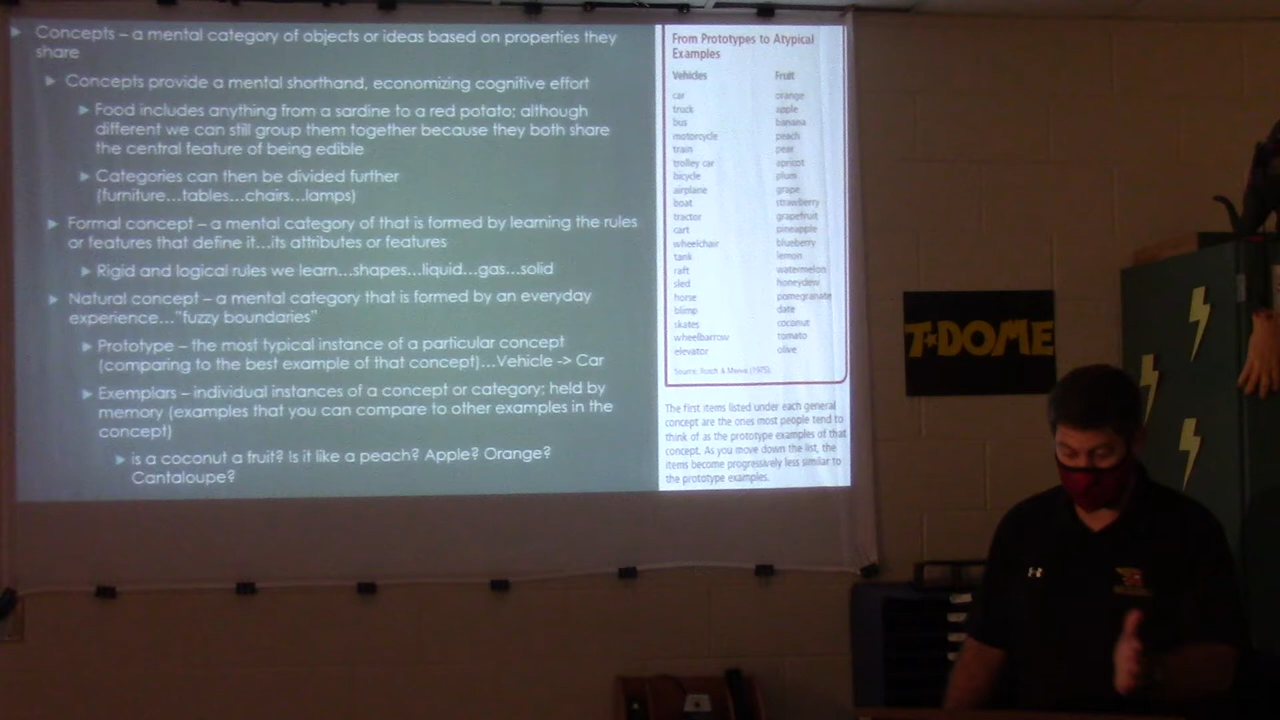 Concepts – a mental category of objects or ideas based on properties they
share
Concepts provide a mental shorthand, economizing cognitive effort
Food includes anything from a sardine to a red potato; although
different we can still group them together because they both share
the central feature of being edible
Categories can then be divided further
(furniture...tables...chairs...lamps)
Formal concept – a mental category of that is formed by learning the rules
or features that define it...its attributes or features
Rigid and logical rules we learn...shapes...liquid...gas...solid
Natural concept – a mental category that is formed by an everyday
experience..."fuzzy boundaries"
Prototype – the most typical instance of a particular concept
(comparing to the best example of that concept)...Vehicle -> Car
Exemplars – individual instances of a concept or category; held by
memory (examples that you can compare to other examples in the
concept)
is a coconut a fruit? Is it like a peach? Apple? Orange?
Cantaloupe?
From Prototypes to Atypical
Examples
Vehicles Fruit
car orange
truck apple
bus banana
motorcycle peach
train pear
trolley car apricot
bicycle plum
airplane grape
boat strawberry
tractor grapefruit
cart pineapple
wheelchair blueberry
tank lemon
raft watermelon
sled honeydew
horse pomegranate
blimp date
skates coconut
wheelbarrow tomato
elevator olive
Source: Rosch & Mervis (1975).
The first items listed under each general
concept are the ones most people tend to
think of as the prototype examples of that
concept. As you move down the list, the
items become progressively less similar to
the prototype examples.
T★DOME